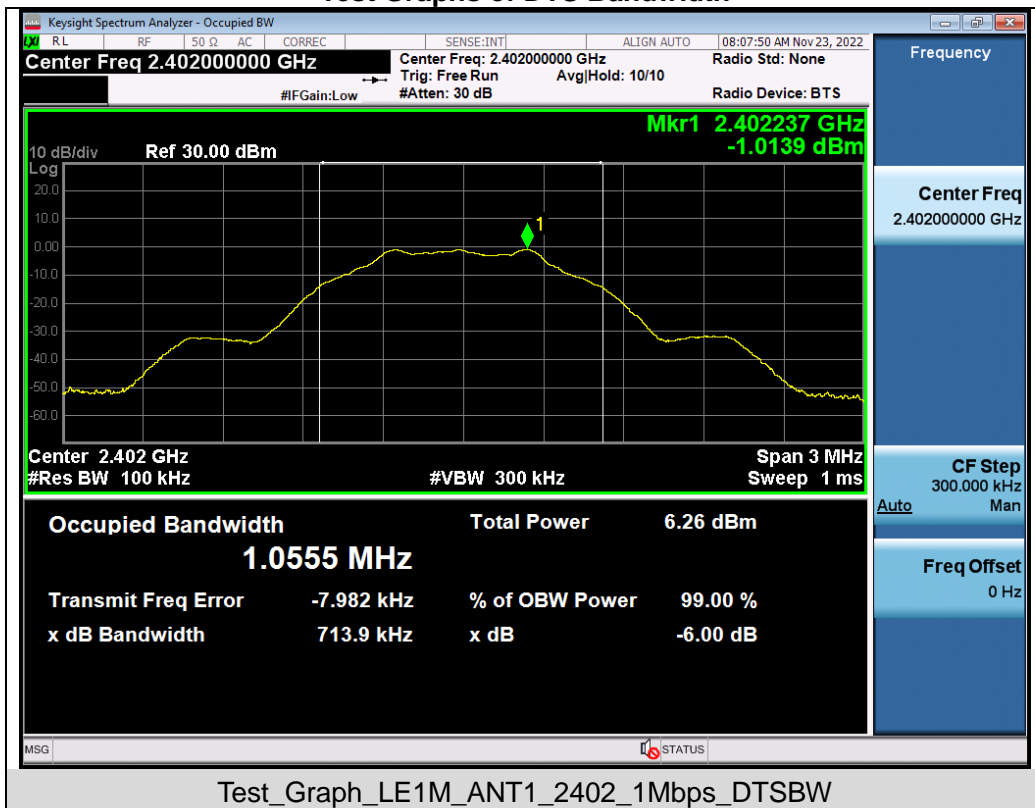 Test Graphs of DTS Bandwidth
Keysight Spectrum Analyzer - Occupied BW
LXI RL RF 50 Ω AC CORREC SENSE:INT ALIGN AUTO 08:07:50 AM Nov 23, 2022
Center Freq 2.402000000 GHz
Center Freq: 2.402000000 GHz Radio Std: None
Trig: Free Run Avg|Hold: 10/10
#IFGain:Low #Atten: 30 dB Radio Device: BTS
Frequency
Mkr1 2.402237 GHz
-1.0139 dBm
10 dB/div Ref 30.00 dBm
Log
20.0
10.0
0.00
-10.0
-20.0
-30.0
-40.0
-50.0
-60.0
1
Center 2.402 GHz Span 3 MHz
#Res BW 100 kHz #VBW 300 kHz Sweep 1 ms
Center Freq
2.402000000 GHz
CF Step
300.000 kHz
Auto Man
Freq Offset
0 Hz
Occupied Bandwidth Total Power 6.26 dBm
1.0555 MHz
Transmit Freq Error -7.982 kHz % of OBW Power 99.00 %
x dB Bandwidth 713.9 kHz x dB -6.00 dB
MSG STATUS
Test_Graph_LE1M_ANT1_2402_1Mbps_DTSBW